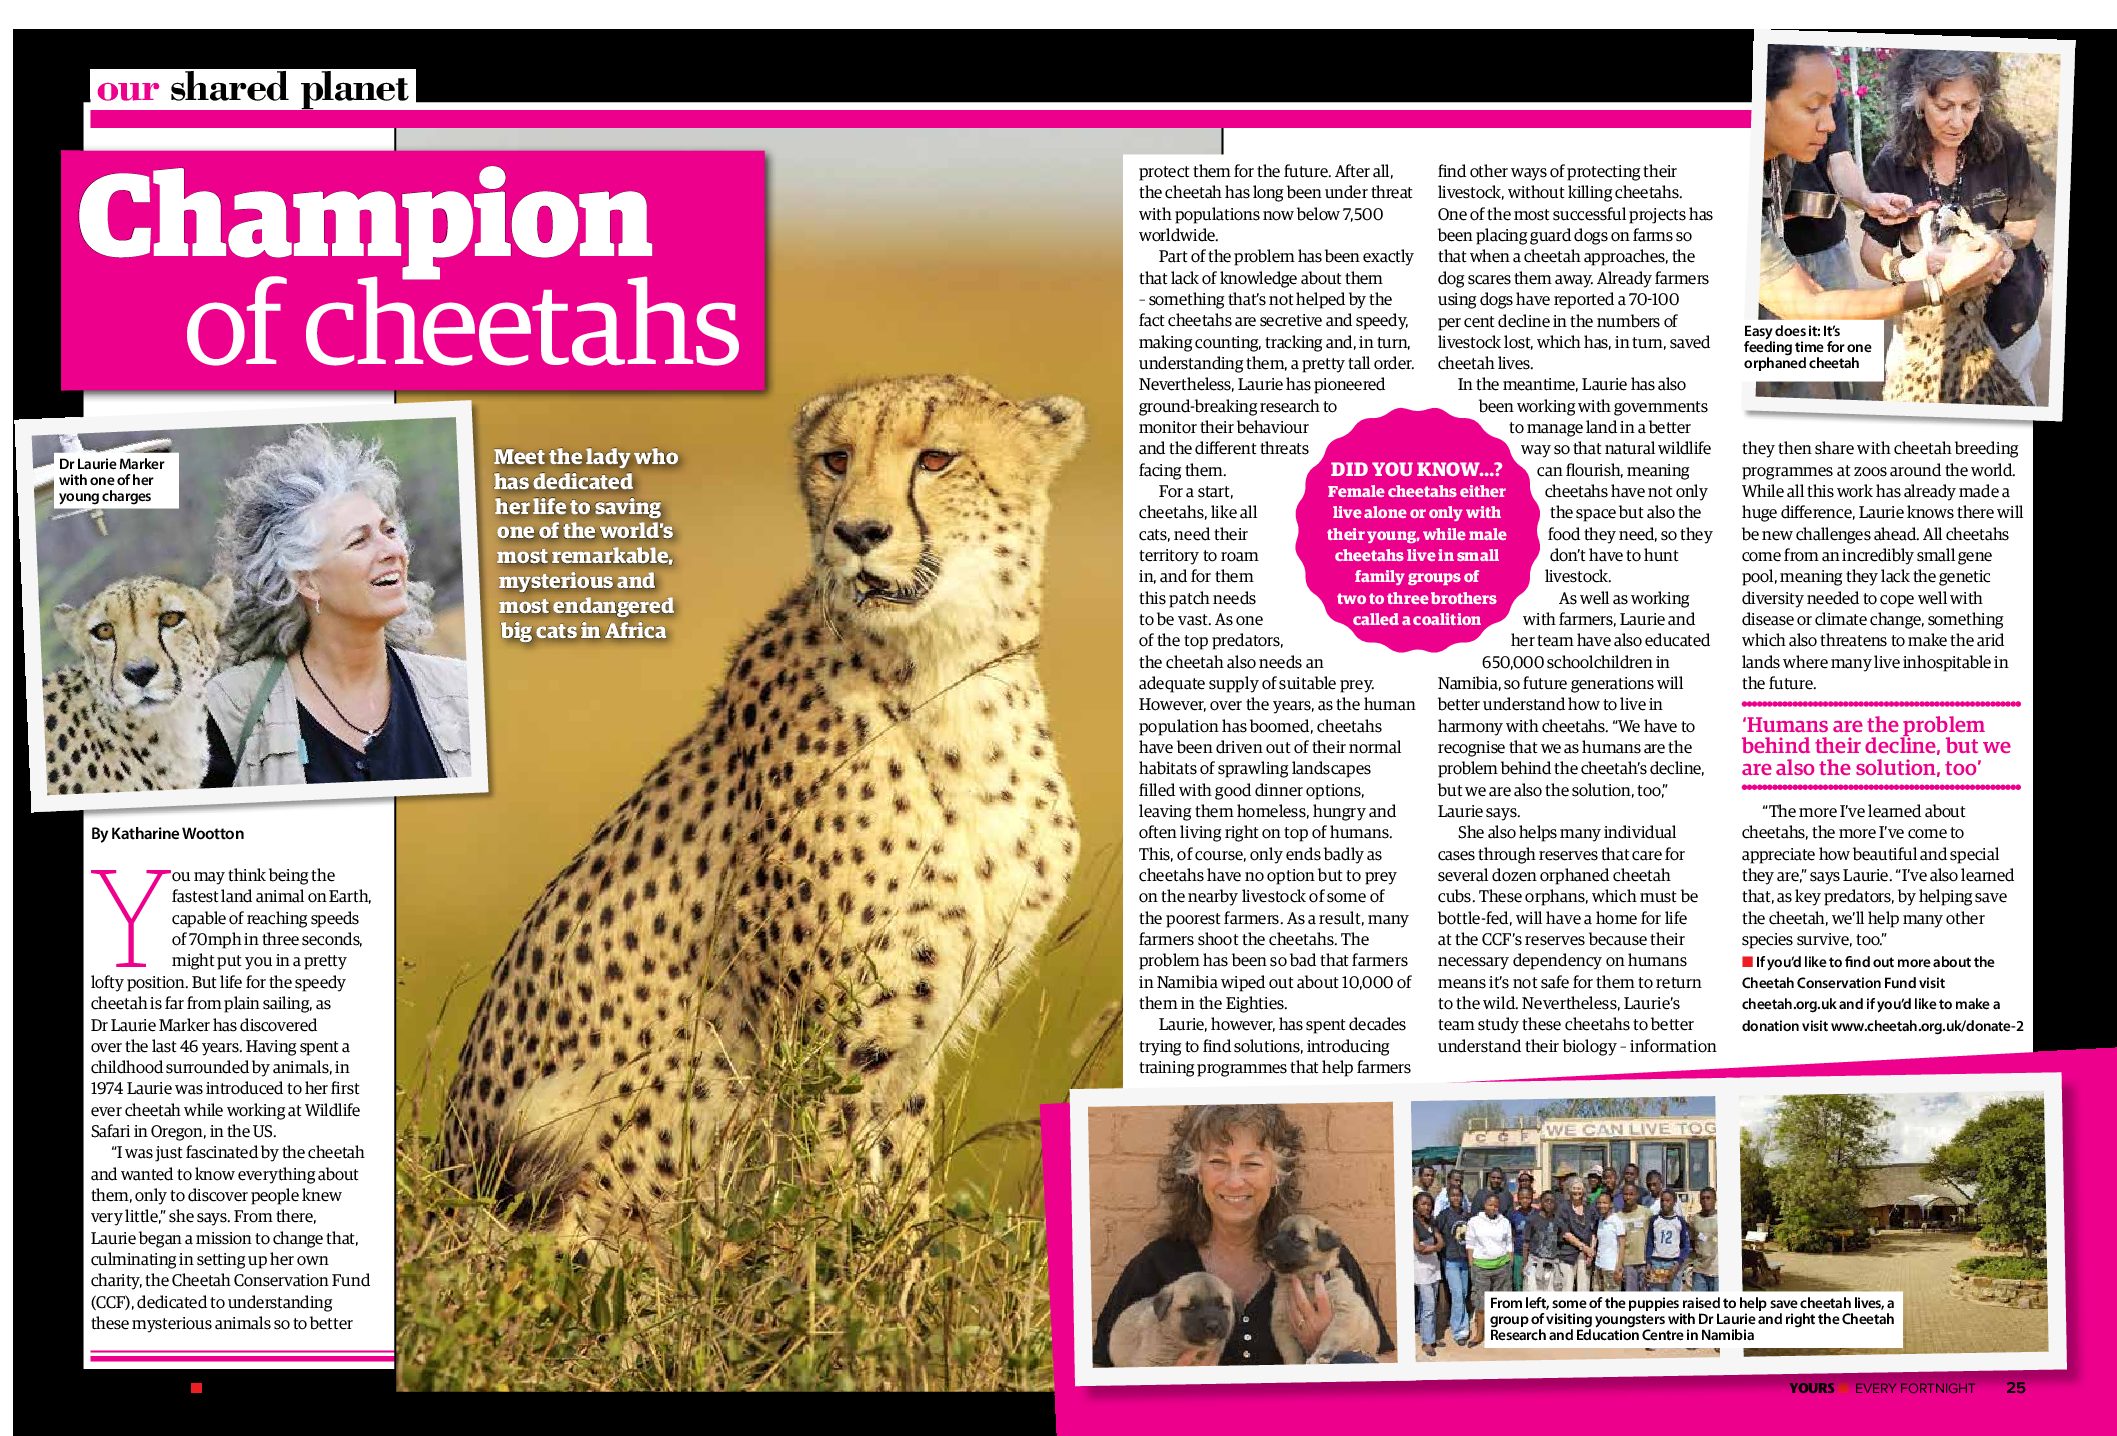 our shared planet
Champion
of cheetahs
Dr Laurie Marker
with one of her
young charges
Meet the lady who
has dedicated
her life to saving
one of the world's
most remarkable,
mysterious and
most endangered
big cats in Africa
By Katharine Wootton
You may think being the
fastest land animal on Earth,
capable of reaching speeds
of 70mph in three seconds,
might put you in a pretty
lofty position. But life for the speedy
cheetah is far from plain sailing, as
Dr Laurie Marker has discovered
over the last 46 years. Having spent a
childhood surrounded by animals, in
1974 Laurie was introduced to her first
ever cheetah while working at Wildlife
Safari in Oregon, in the US.
"I was just fascinated by the cheetah
and wanted to know everything about
them, only to discover people knew
very little," she says. From there,
Laurie began a mission to change that,
culminating in setting up her own
charity, the Cheetah Conservation Fund
(CCF), dedicated to understanding
these mysterious animals so to better
protect them for the future. After all,
the cheetah has long been under threat
with populations now below 7,500
worldwide.
Part of the problem has been exactly
that lack of knowledge about them
– something that's not helped by the
fact cheetahs are secretive and speedy,
making counting, tracking and, in turn,
understanding them, a pretty tall order.
Nevertheless, Laurie has pioneered
ground-breaking research to
monitor their behaviour
and the different threats
facing them.
For a start,
cheetahs, like all
cats, need their
territory to roam
in, and for them
this patch needs
to be vast. As one
of the top predators,
the cheetah also needs an
adequate supply of suitable prey.
However, over the years, as the human
population has boomed, cheetahs
have been driven out of their normal
habitats of sprawling landscapes
filled with good dinner options,
leaving them homeless, hungry and
often living right on top of humans.
This, of course, only ends badly as
cheetahs have no option but to prey
on the nearby livestock of some of
the poorest farmers. As a result, many
farmers shoot the cheetahs. The
problem has been so bad that farmers
in Namibia wiped out about 10,000 of
them in the Eighties.
Laurie, however, has spent decades
trying to find solutions, introducing
training programmes that help farmers
DID YOU KNOW...?
Female cheetahs either
live alone or only with
their young, while male
cheetahs live in small
family groups of
two to three brothers
called a coalition
find other ways of protecting their
livestock, without killing cheetahs.
One of the most successful projects has
been placing guard dogs on farms so
that when a cheetah approaches, the
dog scares them away. Already farmers
using dogs have reported a 70-100
per cent decline in the numbers of
livestock lost, which has, in turn, saved
cheetah lives.
In the meantime, Laurie has also
been working with governments
to manage land in a better
way so that natural wildlife
can flourish, meaning
cheetahs have not only
the space but also the
food they need, so they
don't have to hunt
livestock.
As well as working
with farmers, Laurie and
her team have also educated
650,000 schoolchildren in
Namibia, so future generations will
better understand how to live in
harmony with cheetahs. "We have to
recognise that we as humans are the
problem behind the cheetah's decline,
but we are also the solution, too,"
Laurie says.
She also helps many individual
cases through reserves that care for
several dozen orphaned cheetah
cubs. These orphans, which must be
bottle-fed, will have a home for life
at the CCF's reserves because their
necessary dependency on humans
means it's not safe for them to return
to the wild. Nevertheless, Laurie's
team study these cheetahs to better
understand their biology – information
Easy does it: It's
feeding time for one
orphaned cheetah
they then share with cheetah breeding
programmes at zoos around the world.
While all this work has already made a
huge difference, Laurie knows there will
be new challenges ahead. All cheetahs
come from an incredibly small gene
pool, meaning they lack the genetic
diversity needed to cope well with
disease or climate change, something
which also threatens to make the arid
lands where many live inhospitable in
the future.
'Humans are the problem
behind their decline, but we
are also the solution, too'
"The more I've learned about
cheetahs, the more I've come to
appreciate how beautiful and special
they are," says Laurie. "I've also learned
that, as key predators, by helping save
the cheetah, we'll help many other
species survive, too."
■ If you'd like to find out more about the
Cheetah Conservation Fund visit
cheetah.org.uk and if you'd like to make a
donation visit www.cheetah.org.uk/donate-2
CCF WE CAN LIVE TOG
12
From left, some of the puppies raised to help save cheetah lives, a
group of visiting youngsters with Dr Laurie and right the Cheetah
Research and Education Centre in Namibia
YOURS ■ EVERY FORTNIGHT 25